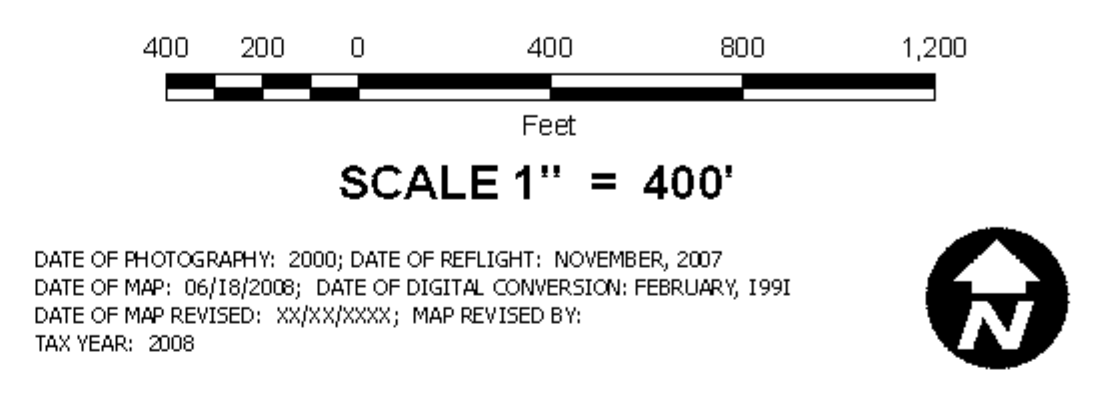 400 200 0 400 800 1,200
Feet
SCALE 1" = 400'
DATE OF PHOTOGRAPHY: 2000; DATE OF REFLIGHT: NOVEMBER, 2007
DATE OF MAP: 06/I8/2008; DATE OF DIGITAL CONVERSION: FEBRUARY, I99I
DATE OF MAP REVISED: XX/XX/XXXX; MAP REVISED BY:
TAX YEAR: 2008
N